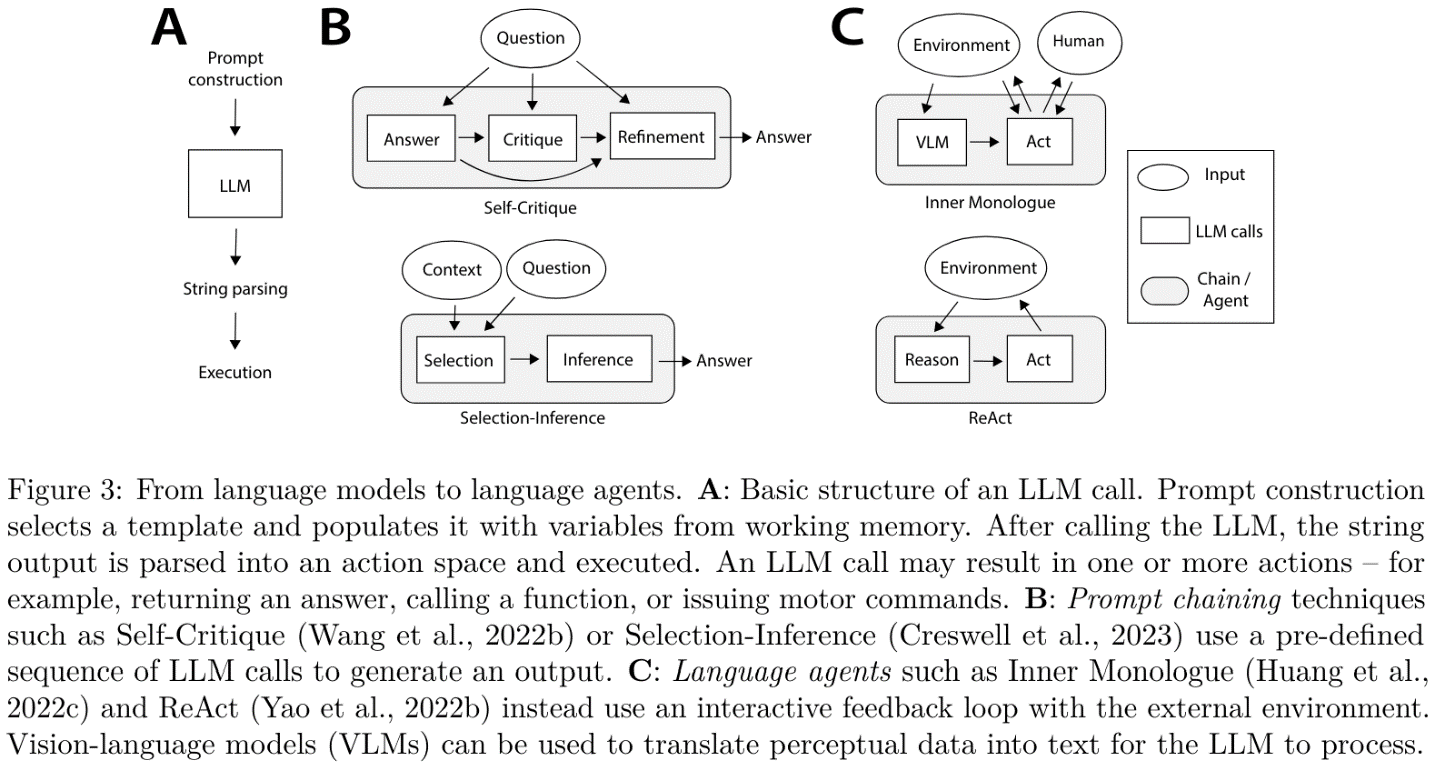 A
Prompt
construction
LLM
String parsing
Execution
B
Question
Answer
Critique
Refinement
Answer
Self-Critique
Context
Question
Selection
Inference
Answer
Selection-Inference
C
Environment
Human
VLM
Act
Inner Monologue
Environment
Reason
Act
ReAct
Input
LLM calls
Chain /
Agent
Figure 3: From language models to language agents. A: Basic structure of an LLM call. Prompt construction
selects a template and populates it with variables from working memory. After calling the LLM, the string
output is parsed into an action space and executed. An LLM call may result in one or more actions – for
example, returning an answer, calling a function, or issuing motor commands. B: Prompt chaining techniques
such as Self-Critique (Wang et al., 2022b) or Selection-Inference (Creswell et al., 2023) use a pre-defined
sequence of LLM calls to generate an output. C: Language agents such as Inner Monologue (Huang et al.,
2022c) and ReAct (Yao et al., 2022b) instead use an interactive feedback loop with the external environment.
Vision-language models (VLMs) can be used to translate perceptual data into text for the LLM to process.